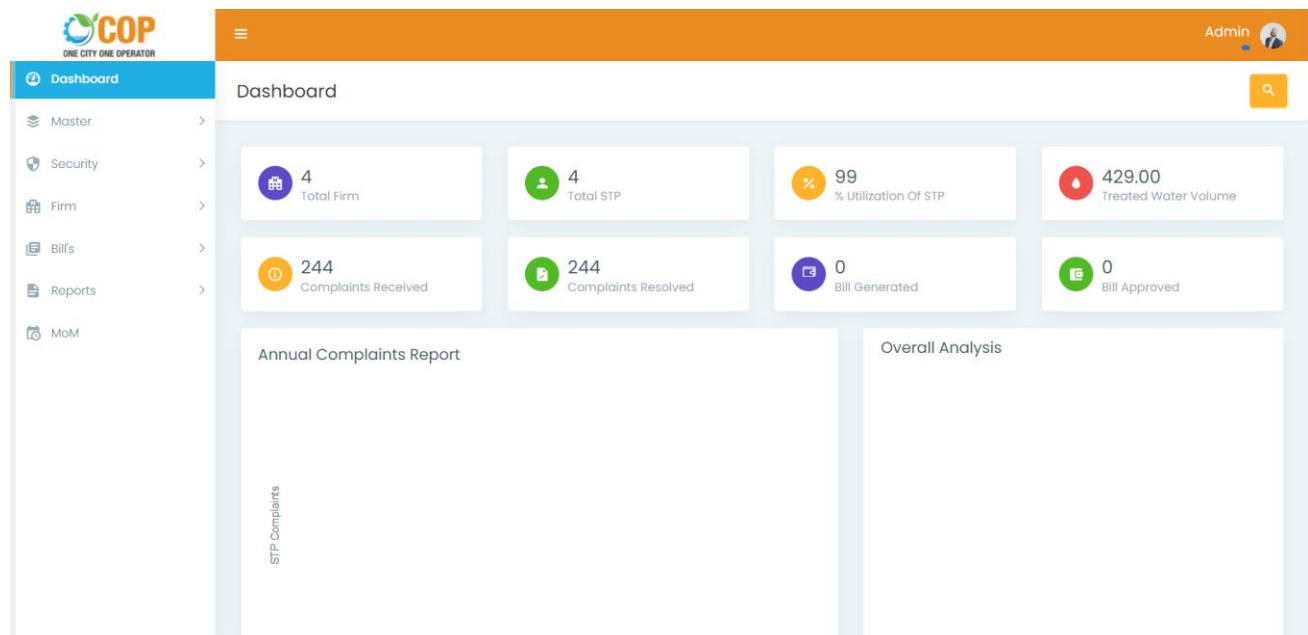 OCOP
ONE CITY ONE OPERATOR
Admin
Dashboard
Master
Security
Firm
Bill's
Reports
MoM
Dashboard
4
Total Firm
4
Total STP
99
% Utilization Of STP
429.00
Treated Water Volume
244
Complaints Received
244
Complaints Resolved
0
Bill Generated
0
Bill Approved
Annual Complaints Report
STP Complaints
Overall Analysis